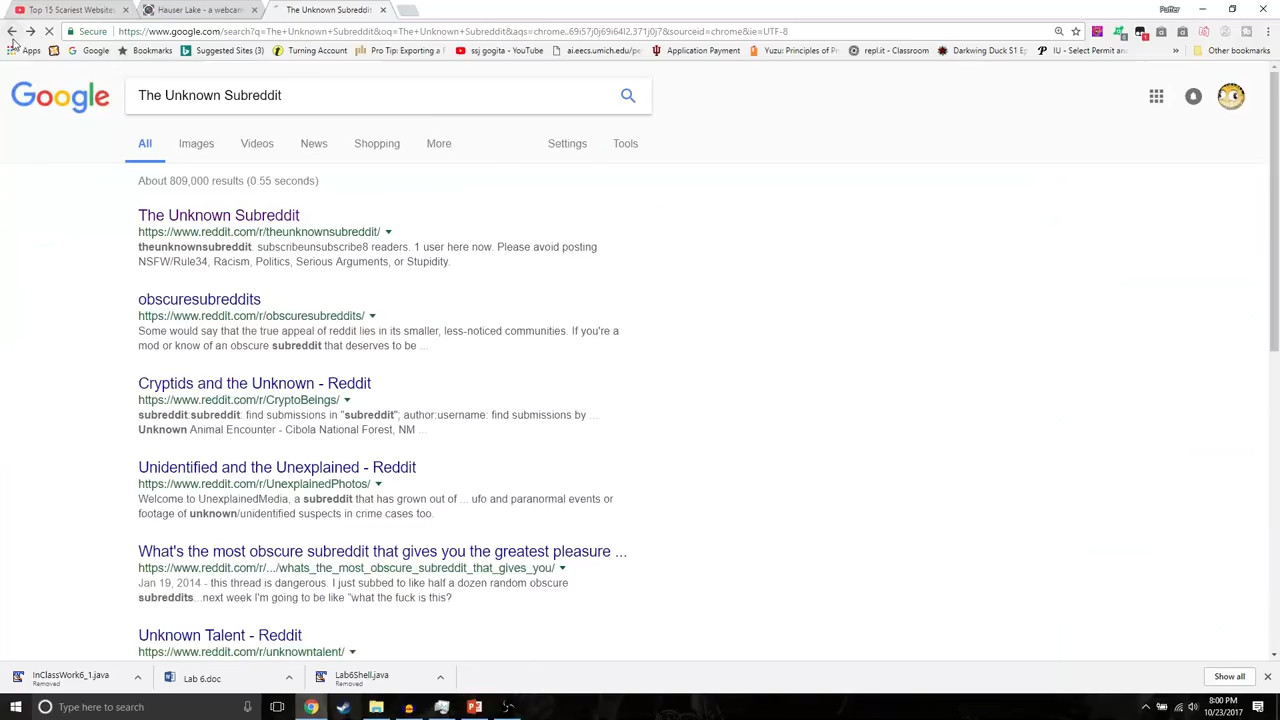 Top 15 Scariest Websites
Hauser Lake - a webcam
The Unknown Subreddit
Puffer
Secure
https://www.google.com/search?q=The+Unknown+Subreddit&oq=The+Unknown+Subreddit&aqs=chrome..69i57j0j69i64l2.371j0j7&sourceid=chrome&ie=UTF-8
Apps
Google
Bookmarks
Suggested Sites (3)
Turning Account
Pro Tip: Exporting a l
ssj gogita - YouTube
ai.eecs.umich.edu/pe
Application Payment
Yuzu: Principles of Pro
repl.it - Classroom
Darkwing Duck S1 Ep
IU - Select Permit and
»
Other bookmarks
Google
The Unknown Subreddit
All
Images
Videos
News
Shopping
More
Settings
Tools
About 809,000 results (0.55 seconds)
The Unknown Subreddit
https://www.reddit.com/r/theunknownsubreddit/
theunknownsubreddit. subscribeunsubscribe8 readers. 1 user here now. Please avoid posting
NSFW/Rule34, Racism, Politics, Serious Arguments, or Stupidity.
obscuresubreddits
https://www.reddit.com/r/obscuresubreddits/
Some would say that the true appeal of reddit lies in its smaller, less-noticed communities. If you're a
mod or know of an obscure subreddit that deserves to be ...
Cryptids and the Unknown - Reddit
https://www.reddit.com/r/CryptoBeings/
subreddit:subreddit: find submissions in "subreddit"; author:username: find submissions by ...
Unknown Animal Encounter - Cibola National Forest, NM ...
Unidentified and the Unexplained - Reddit
https://www.reddit.com/r/UnexplainedPhotos/
Welcome to UnexplainedMedia, a subreddit that has grown out of ... ufo and paranormal events or
footage of unknown/unidentified suspects in crime cases too.
What's the most obscure subreddit that gives you the greatest pleasure ...
https://www.reddit.com/r/.../whats_the_most_obscure_subreddit_that_gives_you/
Jan 19, 2014 - this thread is dangerous. I just subbed to like half a dozen random obscure
subreddits...next week I'm going to be like "what the fuck is this?
Unknown Talent - Reddit
https://www.reddit.com/r/unknowntalent/
InClassWork6_1.java
Removed
Lab 6.doc
Lab6Shell.java
Removed
Show all
Type here to search
8:00 PM
10/23/2017